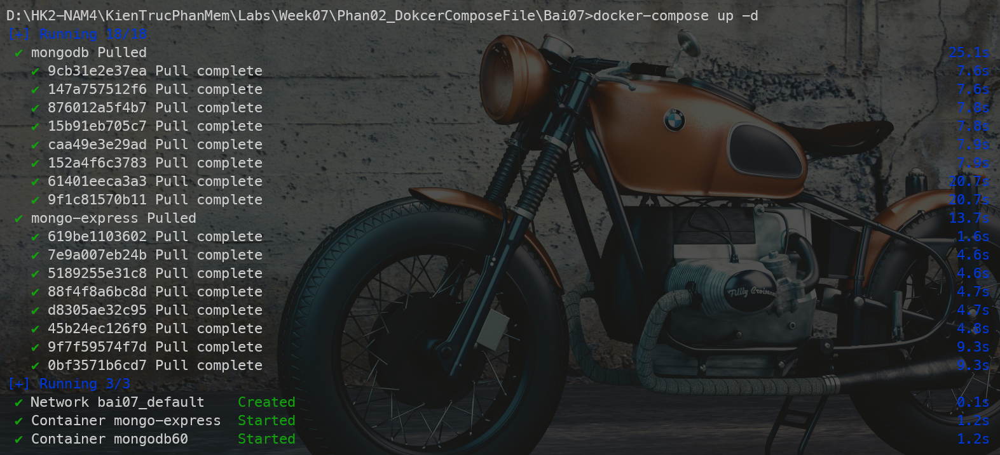 D:\HK2-NAM4\KienTrucPhanMem\Labs\Week07\Phan02_DokcerComposeFile\Bai07>docker-compose up -d
[+] Running 18/18
✔ mongodb Pulled 25.1s
✔ 9cb31e2e37ea Pull complete 7.6s
✔ 147a757512f6 Pull complete 7.6s
✔ 876012a5f4b7 Pull complete 7.8s
✔ 15b91eb705c7 Pull complete 7.8s
✔ caa49e3e29ad Pull complete 7.9s
✔ 152a4f6c3783 Pull complete 7.9s
✔ 61401eeca3a3 Pull complete 20.7s
✔ 9f1c81570b11 Pull complete 20.7s
✔ mongo-express Pulled 13.7s
✔ 619be1103602 Pull complete 1.6s
✔ 7e9a007eb24b Pull complete 4.6s
✔ 5189255e31c8 Pull complete 4.6s
✔ 88f4f8a6bc8d Pull complete 4.7s
✔ d8305ae32c95 Pull complete 4.7s
✔ 45b24ec126f9 Pull complete 4.8s
✔ 9f7f59574f7d Pull complete 9.3s
✔ 0bf3571b6cd7 Pull complete 9.3s
[+] Running 3/3
✔ Network bai07_default Created 0.1s
✔ Container mongo-express Started 1.2s
✔ Container mongodb60 Started 1.2s